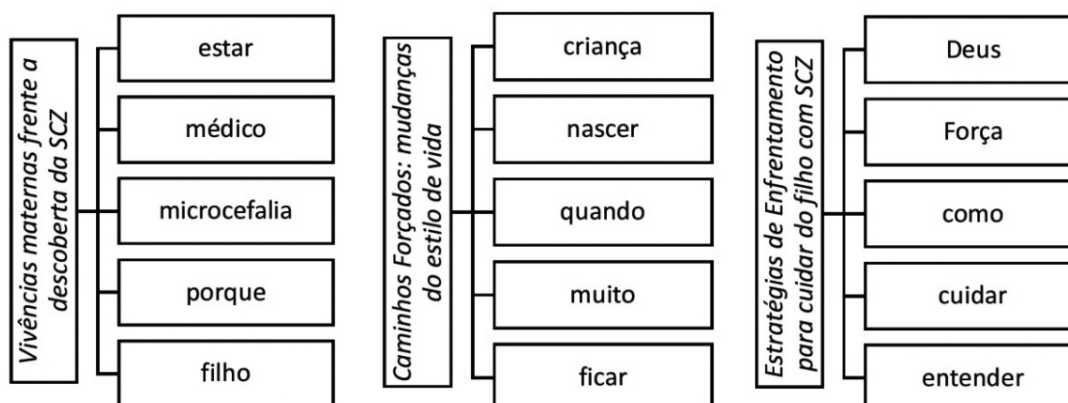 Vivências maternas frente a
descoberta da SCZ
estar
médico
microcefalia
porque
filho
Caminhos Forçados: mudanças
do estilo de vida
criança
nascer
quando
muito
ficar
Estratégias de Enfrentamento
para cuidar do filho com SCZ
Deus
Força
como
cuidar
entender